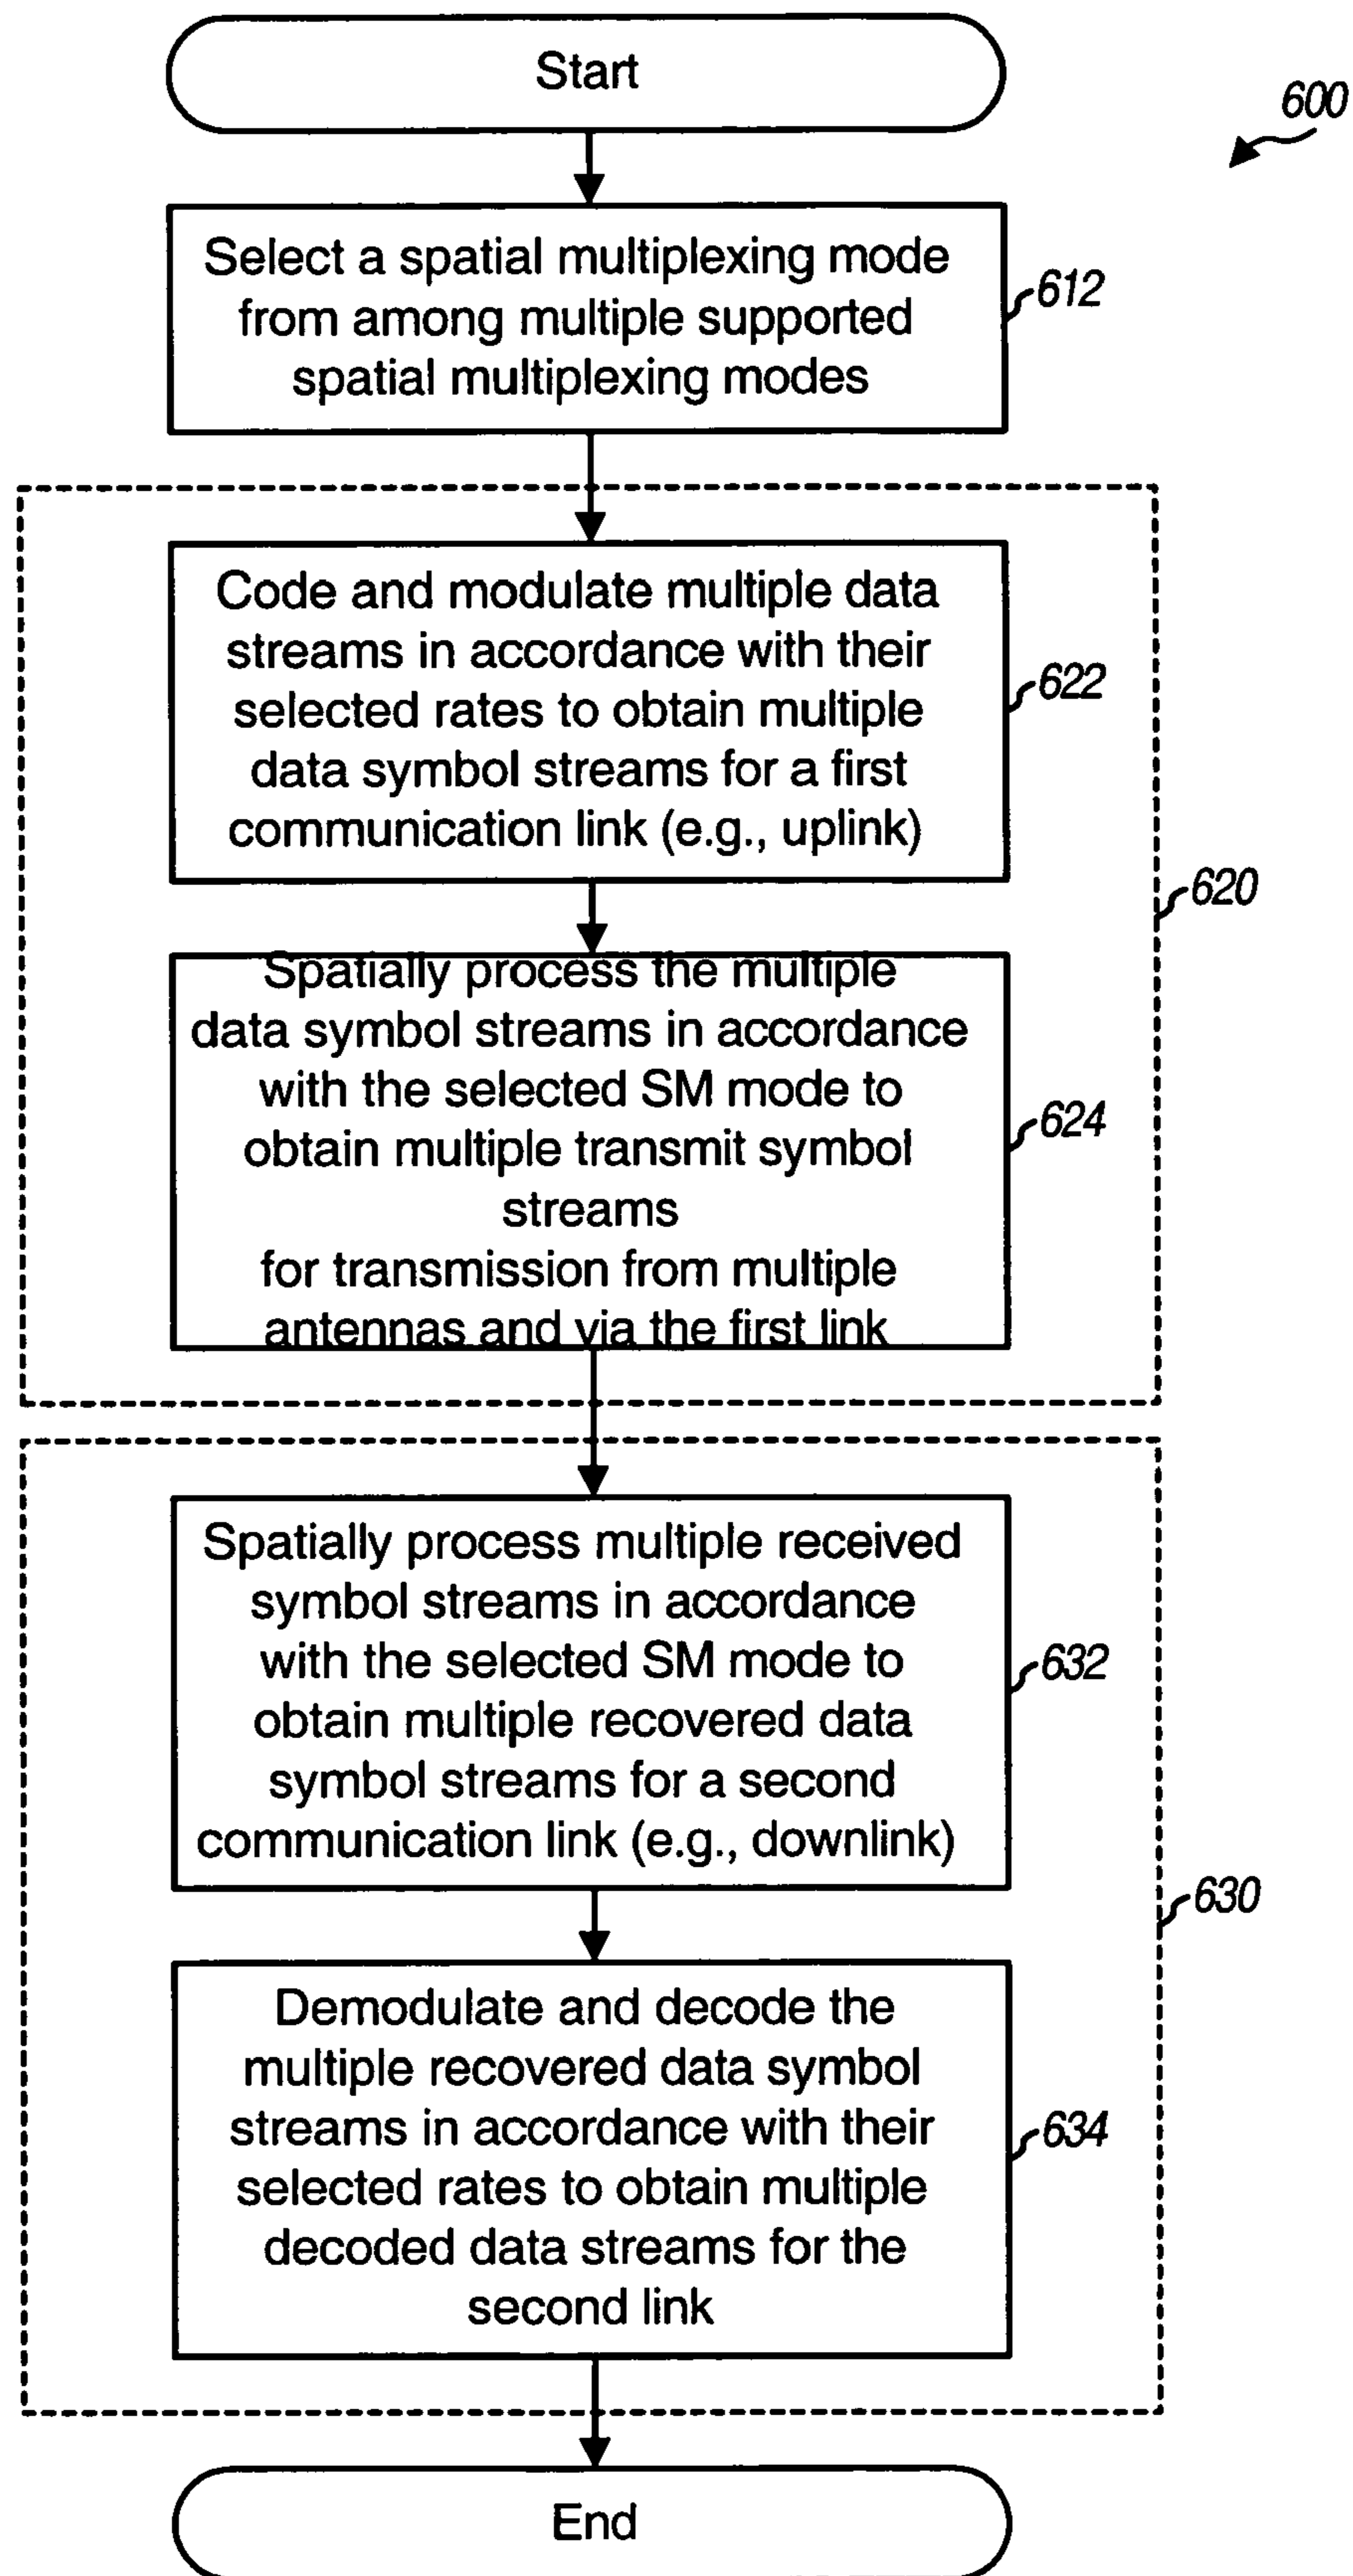 Start
600
Select a spatial multiplexing mode
from among multiple supported
spatial multiplexing modes
612
Code and modulate multiple data
streams in accordance with their
selected rates to obtain multiple
data symbol streams for a first
communication link (e.g., uplink)
622
620
Spatially process the multiple
data symbol streams in accordance
with the selected SM mode to
obtain multiple transmit symbol
streams
for transmission from multiple
antennas and via the first link
624
Spatially process multiple received
symbol streams in accordance
with the selected SM mode to
obtain multiple recovered data
symbol streams for a second
communication link (e.g., downlink)
632
630
Demodulate and decode the
multiple recovered data symbol
streams in accordance with their
selected rates to obtain multiple
decoded data streams for the
second link
634
End